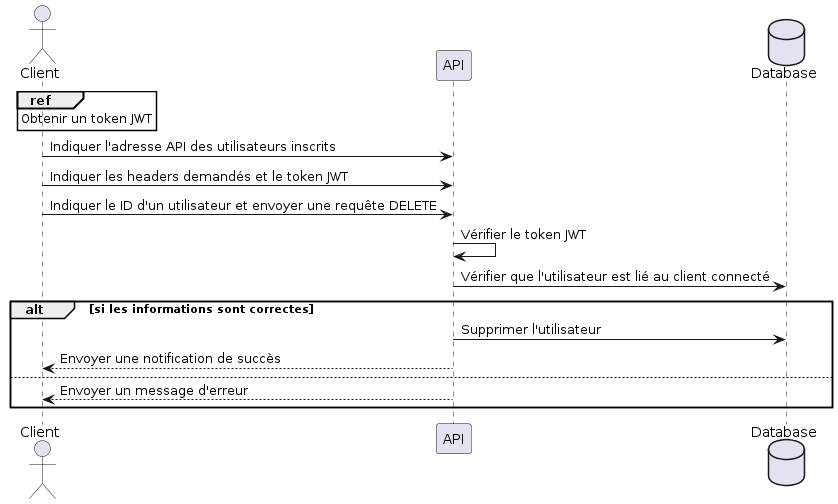 Client
API
Database
ref
Obtenir un token JWT
Indiquer l'adresse API des utilisateurs inscrits
Indiquer les headers demandés et le token JWT
Indiquer le ID d'un utilisateur et envoyer une requête DELETE
Vérifier le token JWT
Vérifier que l'utilisateur est lié au client connecté
alt [si les informations sont correctes]
Supprimer l'utilisateur
Envoyer une notification de succès
Envoyer un message d'erreur
Client
API
Database